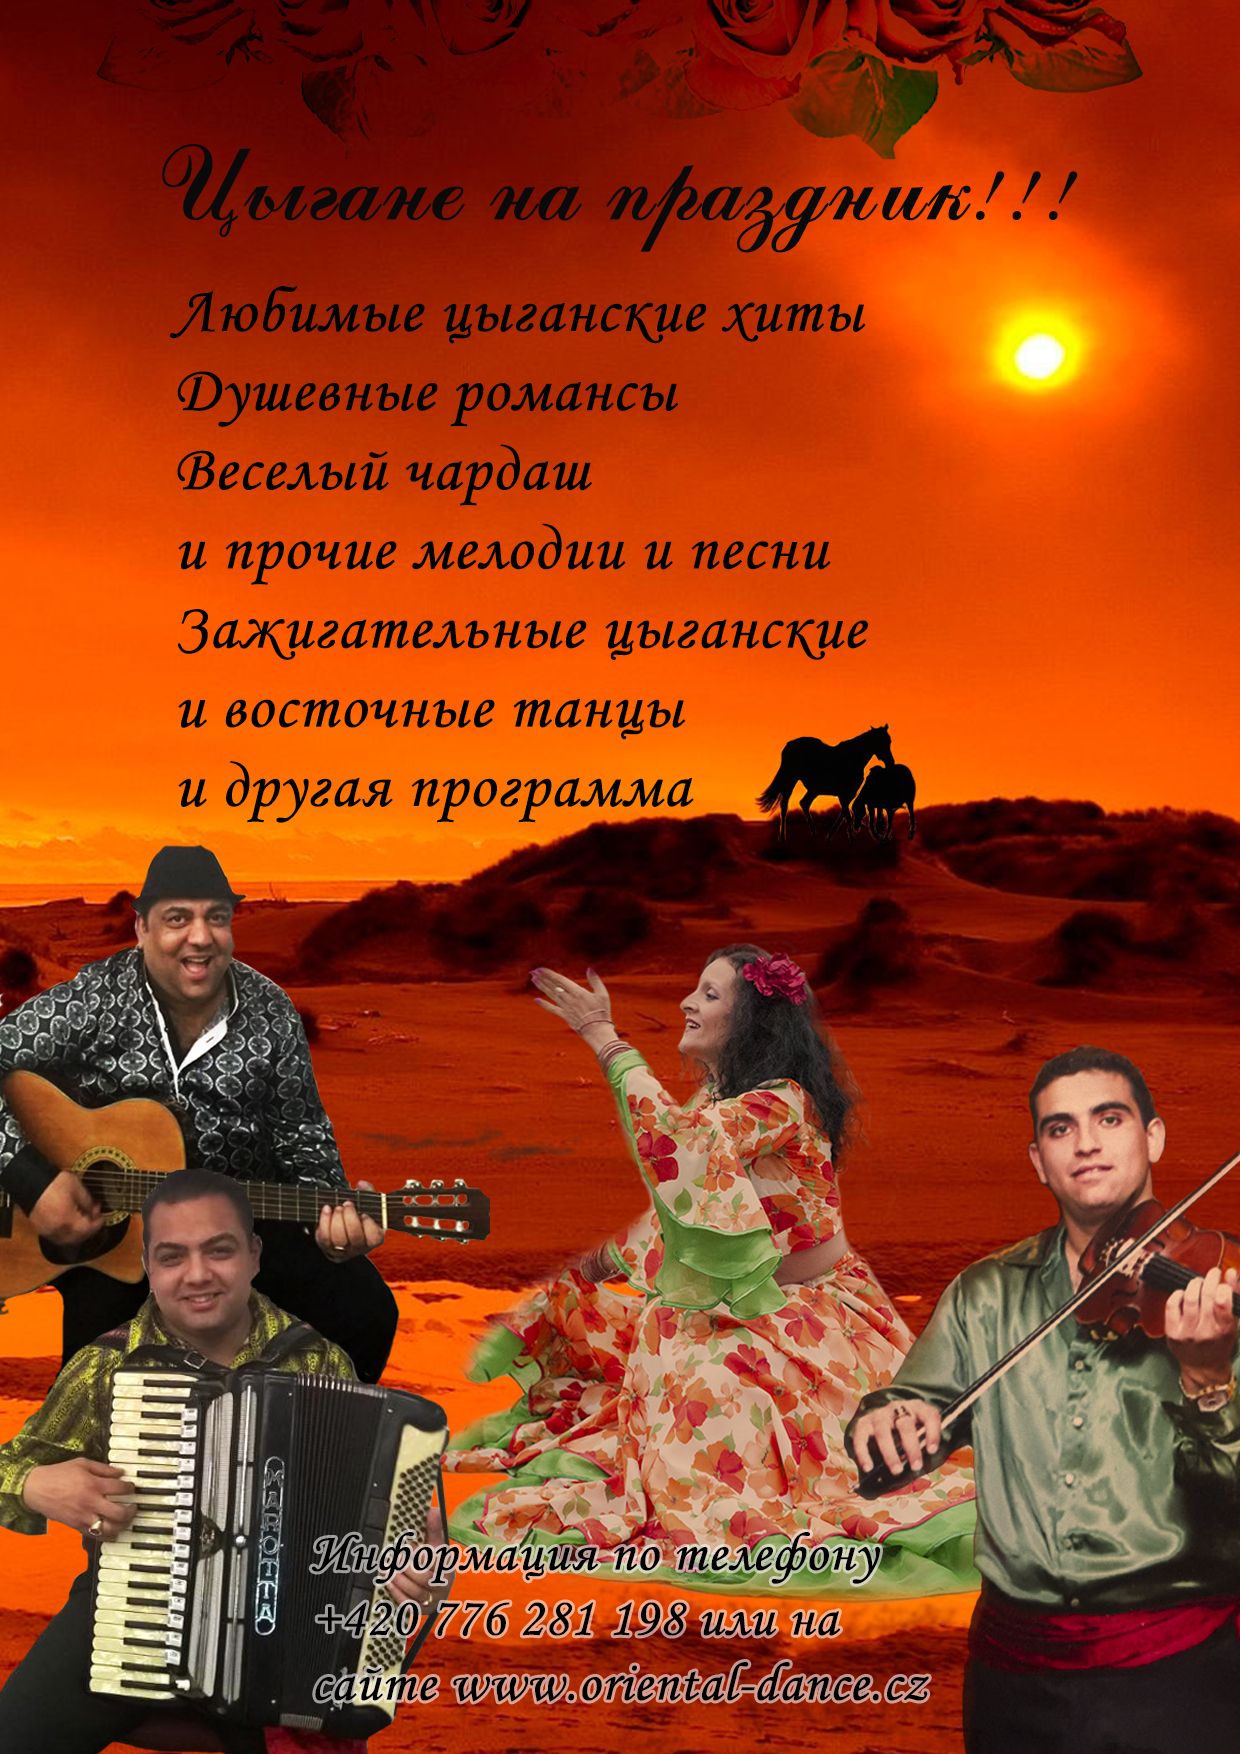 Цыгане на праздник!!!
Любимые цыганские хиты
Душевные романсы
Веселый чардаш
и прочие мелодии и песни
Зажигательные цыганские
и восточные танцы
и другая программа
MAROTTA
Информация по телефону
+420 776 281 198 или на
сайте www.oriental-dance.cz